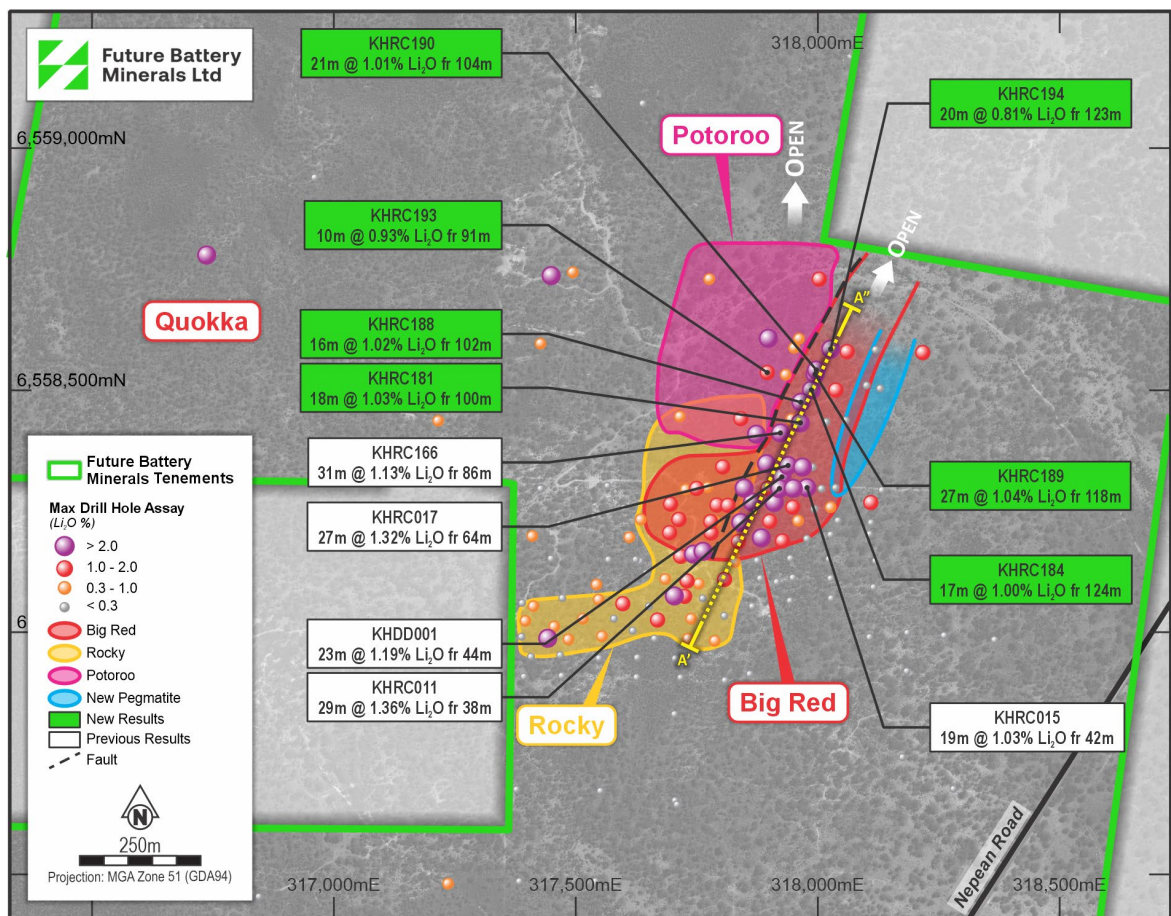 Future Battery
Minerals Ltd
KHRC190
21m @ 1.01% Li₂O fr 104m
318,000mE
KHRC194
20m @ 0.81% Li₂O fr 123m
6,559,000mN
Potoroo
OPEN
KHRC193
10m @ 0.93% Li₂O fr 91m
OPEN
Quokka
A"
KHRC188
16m @ 1.02% Li₂O fr 102m
KHRC181
18m @ 1.03% Li₂O fr 100m
6,558,500mN
KHRC166
31m @ 1.13% Li₂O fr 86m
KHRC017
27m @ 1.32% Li₂O fr 64m
KHRC189
27m @ 1.04% Li₂O fr 118m
KHRC184
17m @ 1.00% Li₂O fr 124m
6
KHDD001
23m @ 1.19% Li₂O fr 44m
KHRC011
29m @ 1.36% Li₂O fr 38m
A'
Rocky
Big Red
KHRC015
19m @ 1.03% Li₂O fr 42m
Nepean Road
Future Battery
Minerals Tenements
Max Drill Hole Assay
(Li₂O %)
> 2.0
1.0 - 2.0
0.3 - 1.0
< 0.3
Big Red
Rocky
Potoroo
New Pegmatite
New Results
Previous Results
Fault
N
250m
Projection: MGA Zone 51 (GDA94)
317,000mE
317,500mE
318,000mE
318,500mE